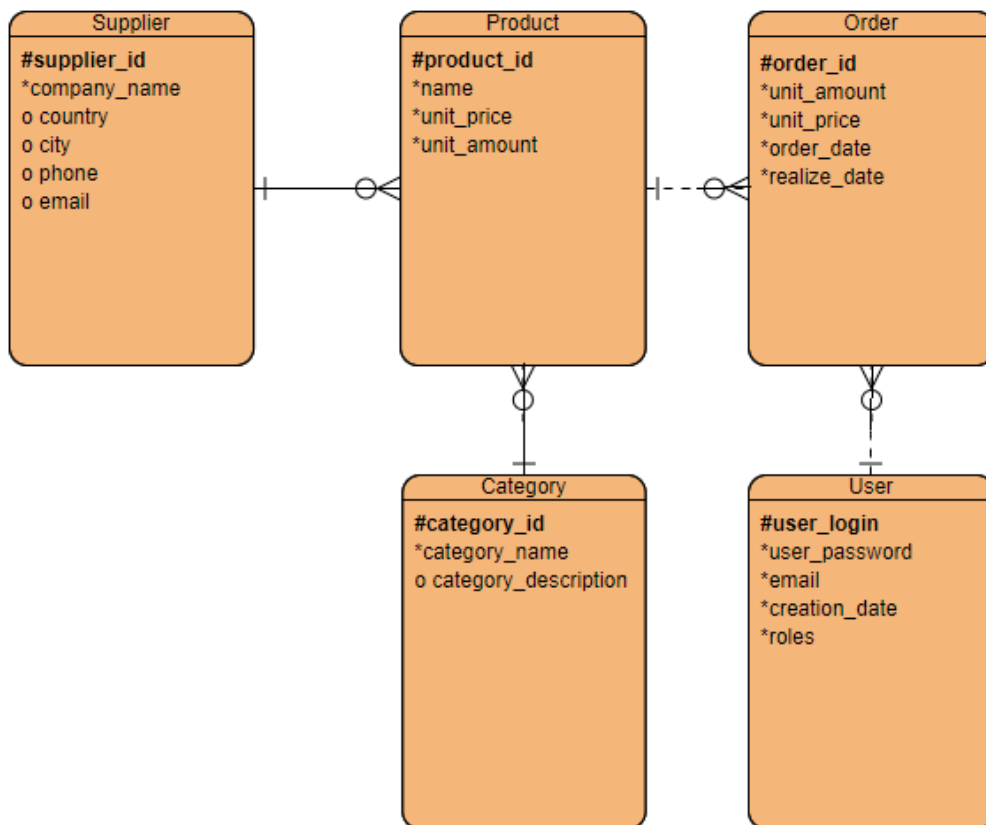 Supplier
#supplier_id
*company_name
o country
o city
o phone
o email
Product
#product_id
*name
*unit_price
*unit_amount
Order
#order_id
*unit_amount
*unit_price
*order_date
*realize_date
Category
#category_id
*category_name
o category_description
User
#user_login
*user_password
*email
*creation_date
*roles